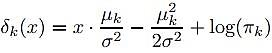 δ_k(x) = x · μ_k/σ² − μ_k²/2σ² + log(π_k)